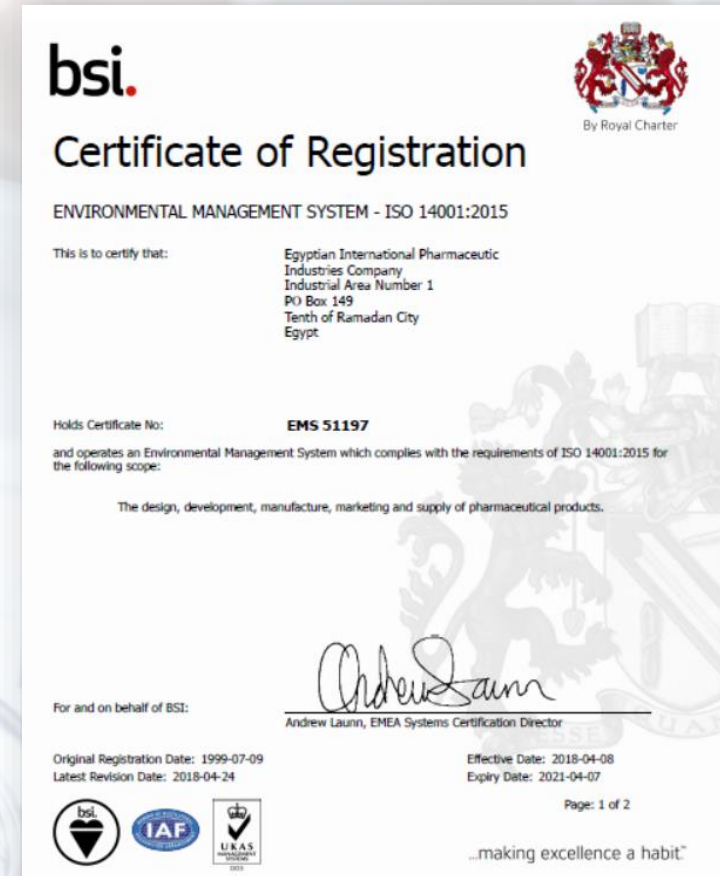 bsi.
By Royal Charter
Certificate of Registration
ENVIRONMENTAL MANAGEMENT SYSTEM - ISO 14001:2015
This is to certify that:
Egyptian International Pharmaceutic
Industries Company
Industrial Area Number 1
PO Box 149
Tenth of Ramadan City
Egypt
Holds Certificate No:
EMS 51197
and operates an Environmental Management System which complies with the requirements of ISO 14001:2015 for
the following scope:
The design, development, manufacture, marketing and supply of pharmaceutical products.
For and on behalf of BSI:
Andrew Launn, EMEA Systems Certification Director
Original Registration Date: 1999-07-09
Effective Date: 2018-04-08
Latest Revision Date: 2018-04-24
Expiry Date: 2021-04-07
Page: 1 of 2
bsi.
IAF
UKAS
MANAGEMENT
SYSTEMS
...making excellence a habit.™